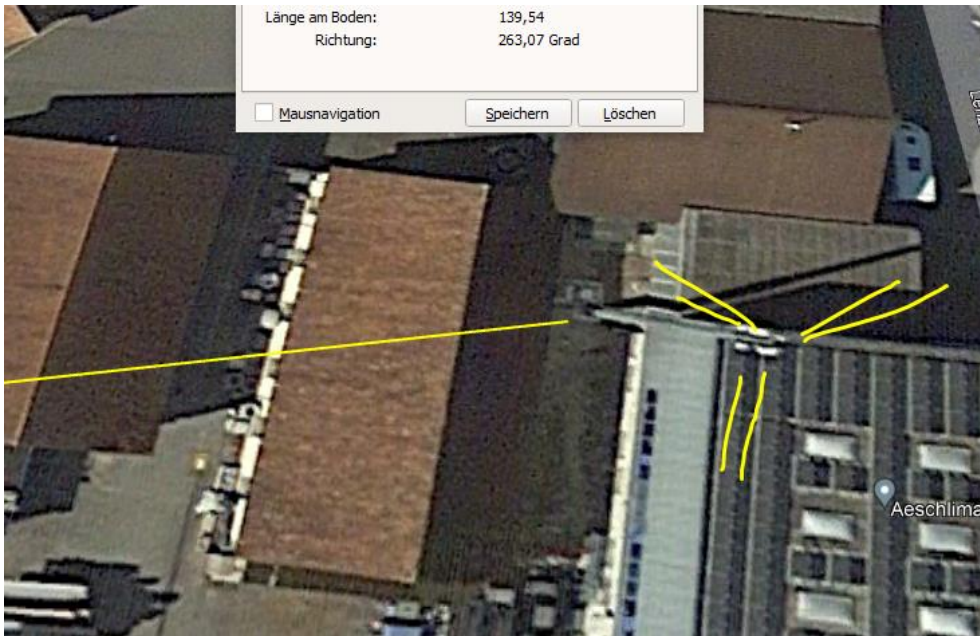 Länge am Boden: 139,54
Richtung: 263,07 Grad
Mausnavigation Speichern Löschen
Aeschlima